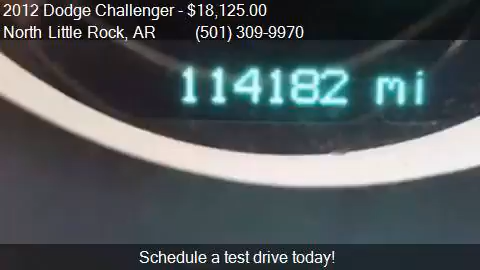 2012 Dodge Challenger - $18,125.00
North Little Rock, AR (501) 309-9970
114182 mi
Schedule a test drive today!